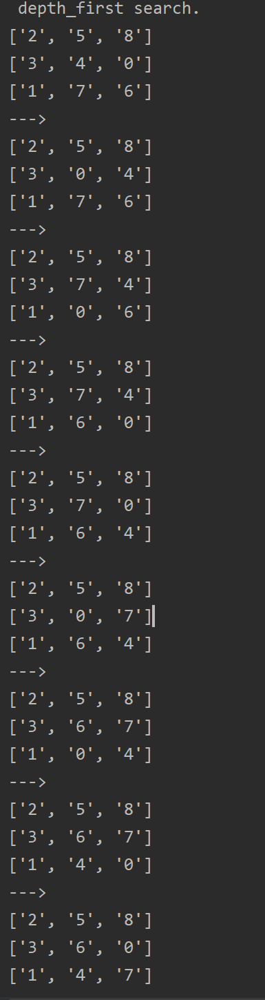 depth_first search.
['2', '5', '8']
['3', '4', '0']
['1', '7', '6']
--->
['2', '5', '8']
['3', '0', '4']
['1', '7', '6']
--->
['2', '5', '8']
['3', '7', '4']
['1', '0', '6']
--->
['2', '5', '8']
['3', '7', '4']
['1', '6', '0']
--->
['2', '5', '8']
['3', '7', '0']
['1', '6', '4']
--->
['2', '5', '8']
['3', '0', '7']
['1', '6', '4']
--->
['2', '5', '8']
['3', '6', '7']
['1', '0', '4']
--->
['2', '5', '8']
['3', '6', '7']
['1', '4', '0']
--->
['2', '5', '8']
['3', '6', '0']
['1', '4', '7']